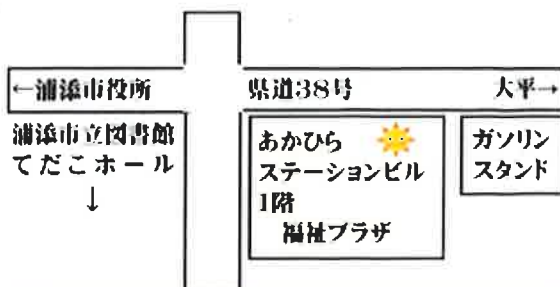 ←浦添市役所
県道38号
大平→
浦添市立図書館
てだこホール
↓
あかひら
ステーションビル
1階
福祉プラザ
ガソリン
スタンド